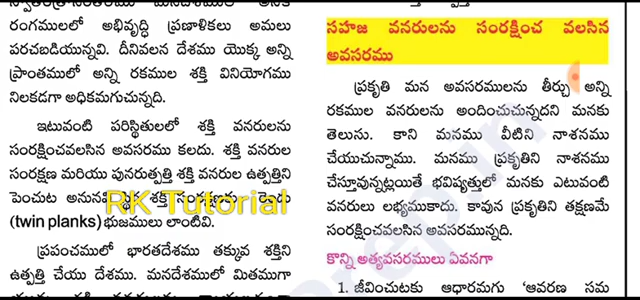 రంగములలో అభివృద్ధి ప్రణాళికలు అమలు
పరచబడియున్నవి. దీనివలన దేశము యొక్క అన్ని
ప్రాంతములో అన్ని రకముల శక్తి వినియోగము
నిలకడగా అధికమగుచున్నది.
ఇటువంటి పరిస్థితులలో శక్తి వనరులను
సంరక్షించవలసిన అవసరము కలదు. శక్తి వనరుల
సంరక్షణ మరియు పునరుత్పత్తి శక్తి వనరుల ఉత్పత్తిని
పెంచుట శక్తి
RK Tutorial
(twin planks) భుజములు లాంటివి.
ప్రపంచములో భారతదేశము తక్కువ శక్తిని
ఉత్పత్తి చేయు దేశము. మనదేశములో మితముగా
సహజ వనరులను సంరక్షించ వలసిన
అవసరము
ప్రకృతి మన అవసరములను తీర్చు అన్ని
రకముల వనరులను అందించుచున్నదని మనకు
తెలుసు. కాని మనము వీటిని నాశనము
చేయుచున్నాము. మనము ప్రకృతిని నాశనము
చేస్తూవున్నట్లయితే భవిష్యత్తులో మనకు ఎటువంటి
వనరులు లభ్యముకాదు. కావున ప్రకృతిని తక్షణమే
సంరక్షించవలసిన అవసరమున్నది.
కొన్ని అత్యవసరములు ఏవనగా
1. జీవించుటకు ఆధారమగు 'ఆవరణ సమ